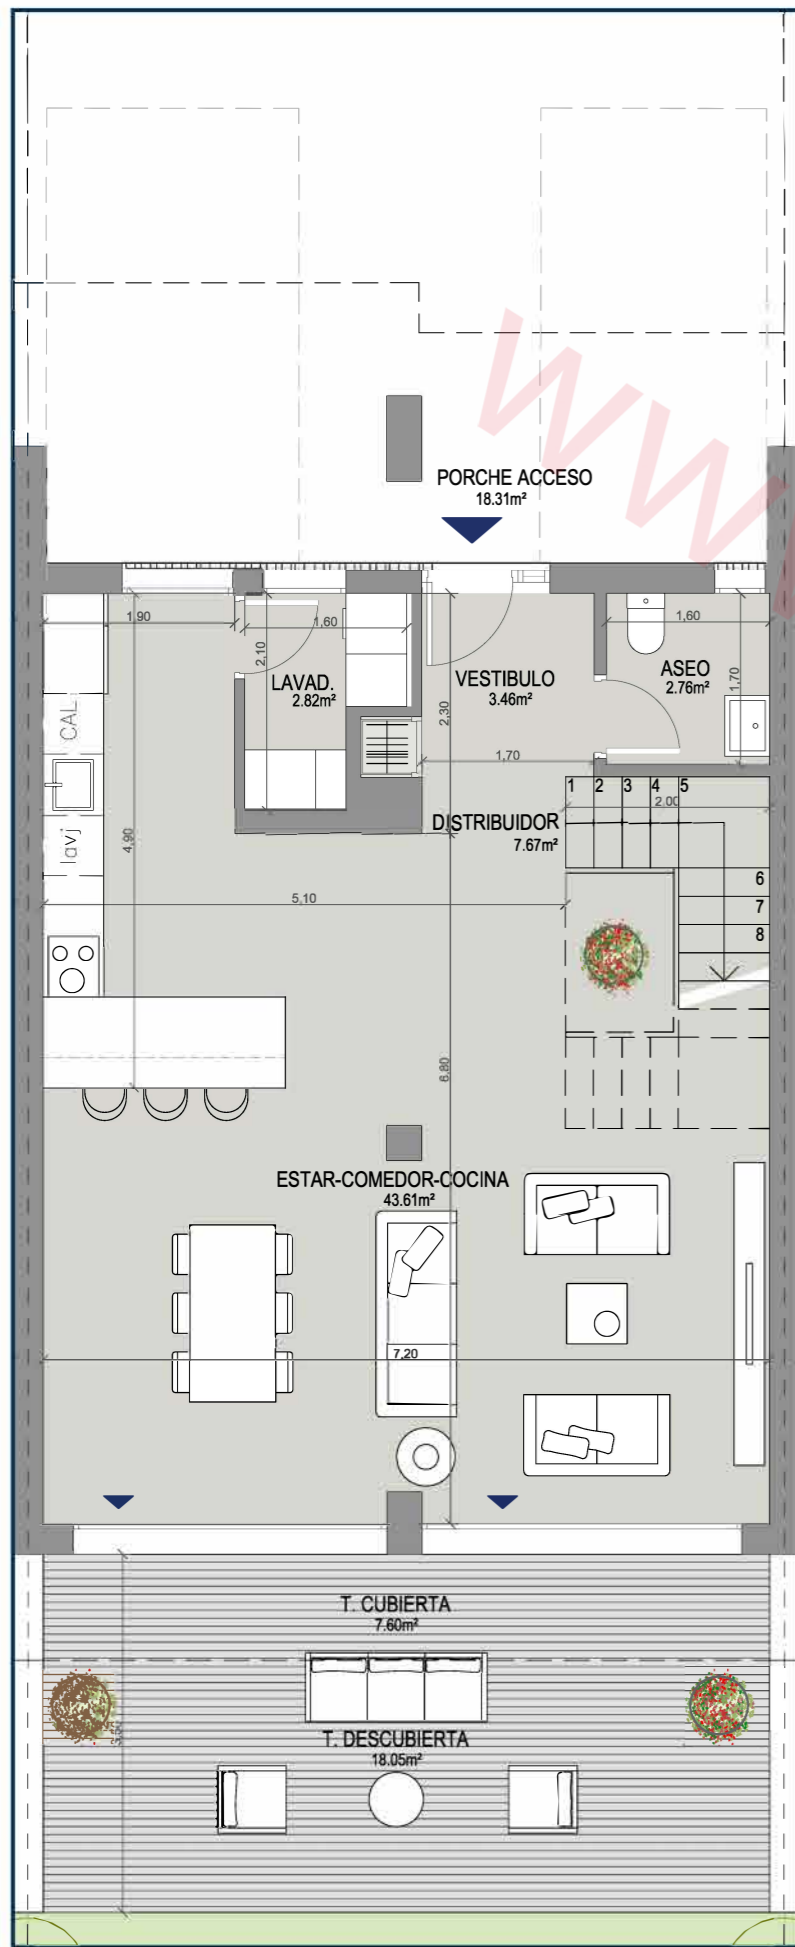 WW
PORCHE ACCESO
18.31m²
1,90
1,60
1,60
2,10
LAVAD.
2.82m²
VESTIBULO
3.46m²
ASEO
2.76m²
1,70
2,30
CAL
1,70
1 2 3 4 5
2,00
DISTRIBUIDOR
7.67m²
lavj
4,90
6
7
8
5,10
6,80
ESTAR-COMEDOR-COCINA
43.61m²
7,20
T. CUBIERTA
7.60m²
T. DESCUBIERTA
18.05m²